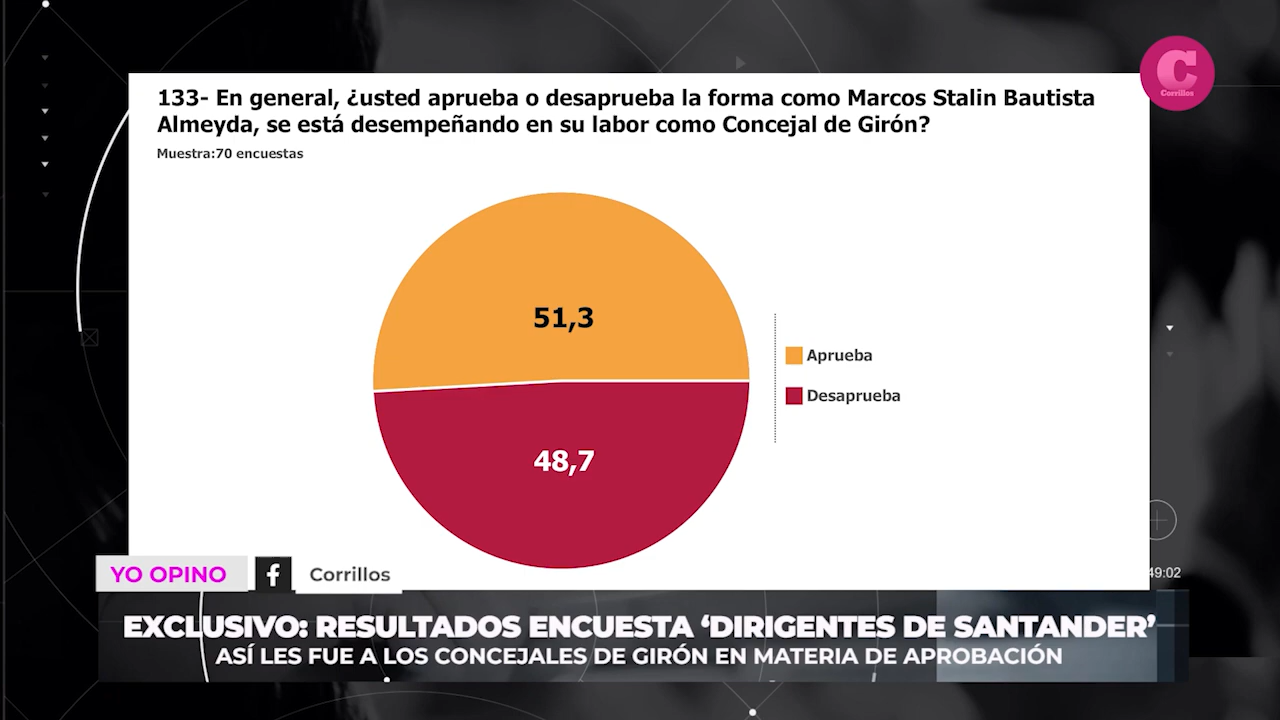 C
Corrillos
133- En general, ¿usted aprueba o desaprueba la forma como Marcos Stalin Bautista
Almeyda, se está desempeñando en su labor como Concejal de Girón?
Muestra:70 encuestas
51,3
48,7
Aprueba
Desaprueba
49:02
YO OPINO
f
Corrillos
EXCLUSIVO: RESULTADOS ENCUESTA ‘DIRIGENTES DE SANTANDER’
ASÍ LES FUE A LOS CONCEJALES DE GIRÓN EN MATERIA DE APROBACIÓN